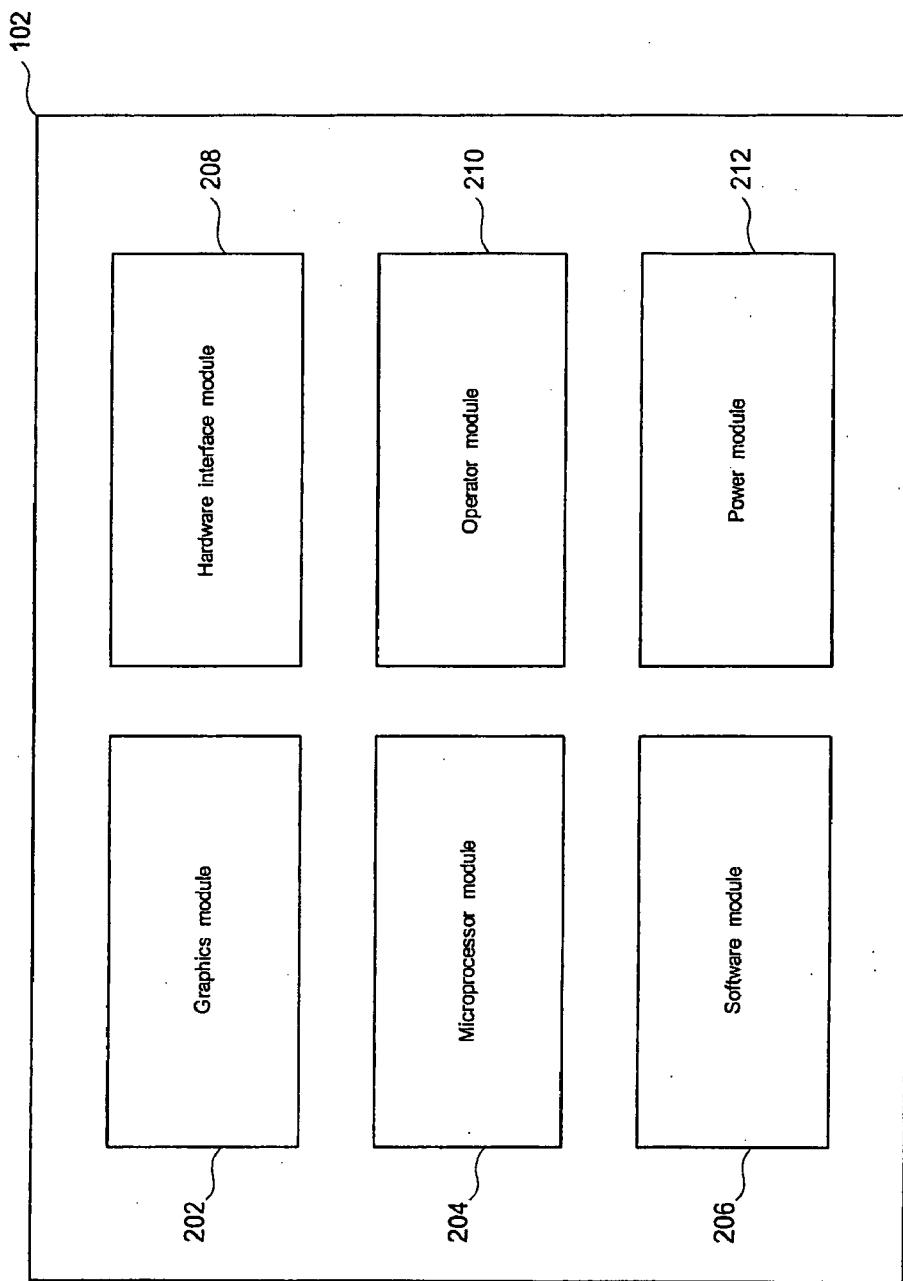 102
202
Graphics module
Hardware interface module
208
204
Microprocessor module
Operator module
210
206
Software module
Power module
212